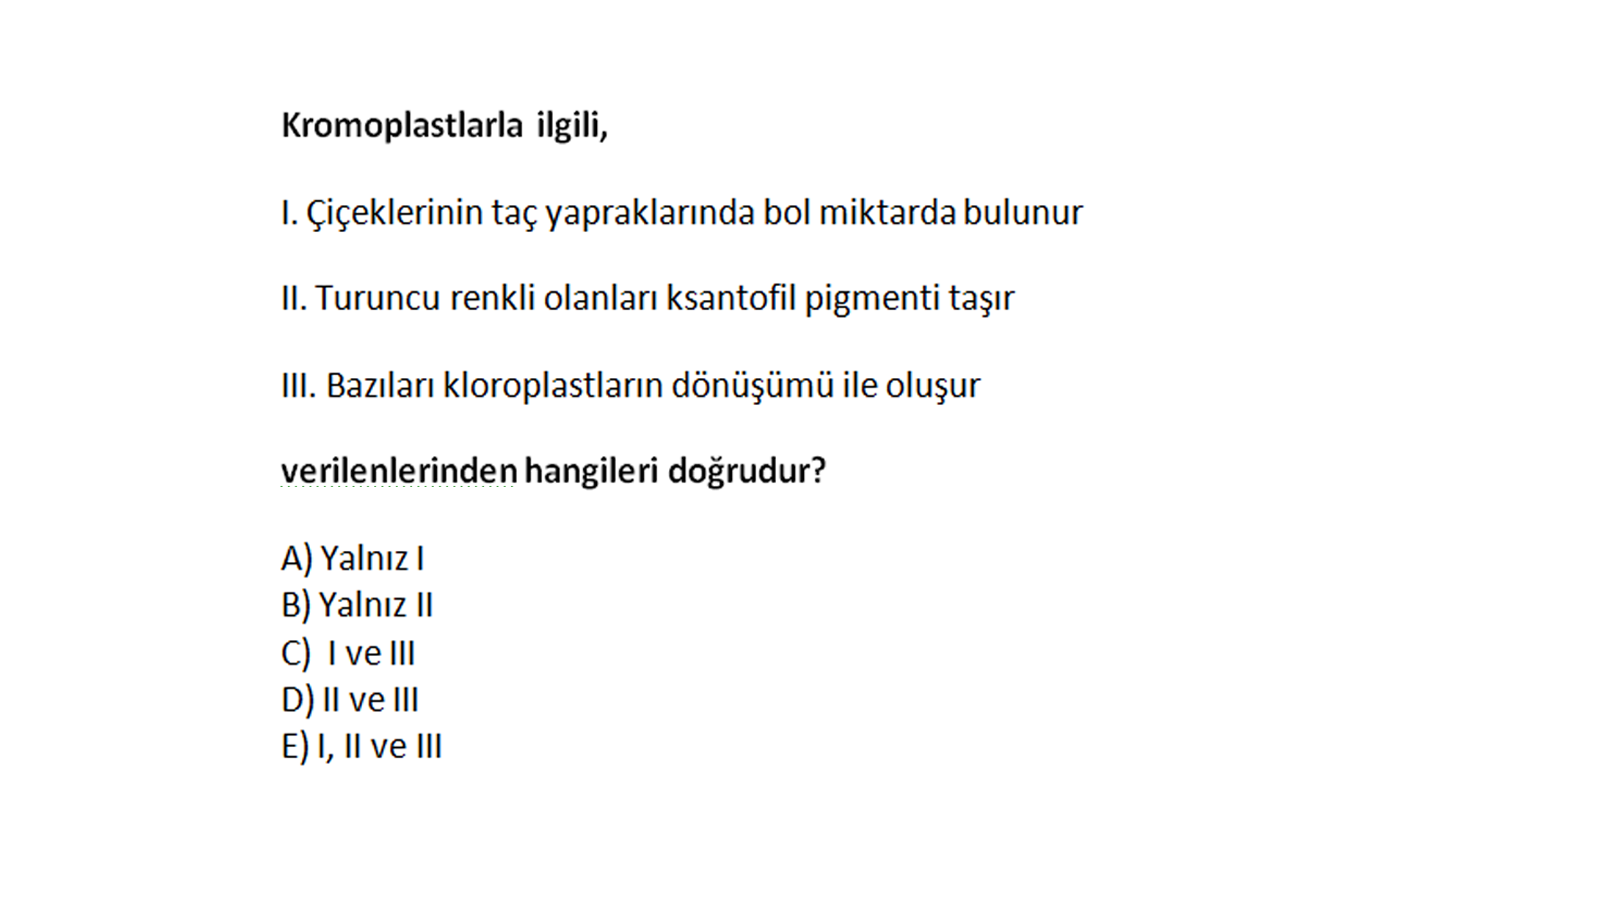 Kromoplastlarla ilgili,
I. Çiçeklerinin taç yapraklarında bol miktarda bulunur
II. Turuncu renkli olanları ksantofil pigmenti taşır
III. Bazıları kloroplastların dönüşümü ile oluşur
verilenlerinden hangileri doğrudur?
A) Yalnız I
B) Yalnız II
C) I ve III
D) II ve III
E) I, II ve III